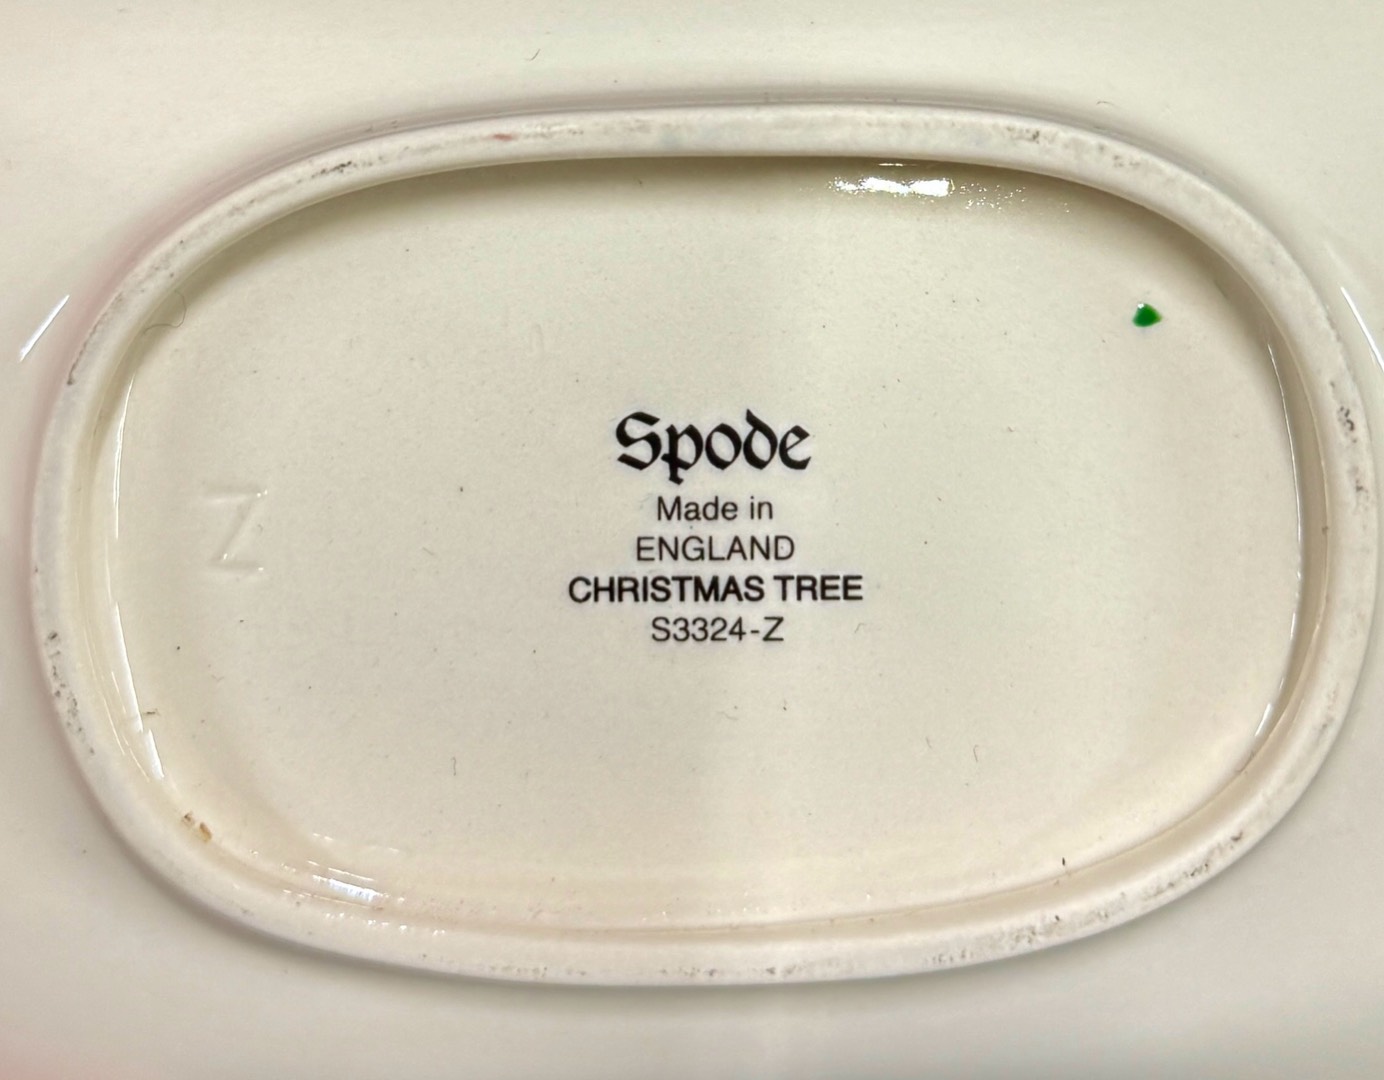 Spode
Made in
ENGLAND
CHRISTMAS TREE
S3324-Z
Z